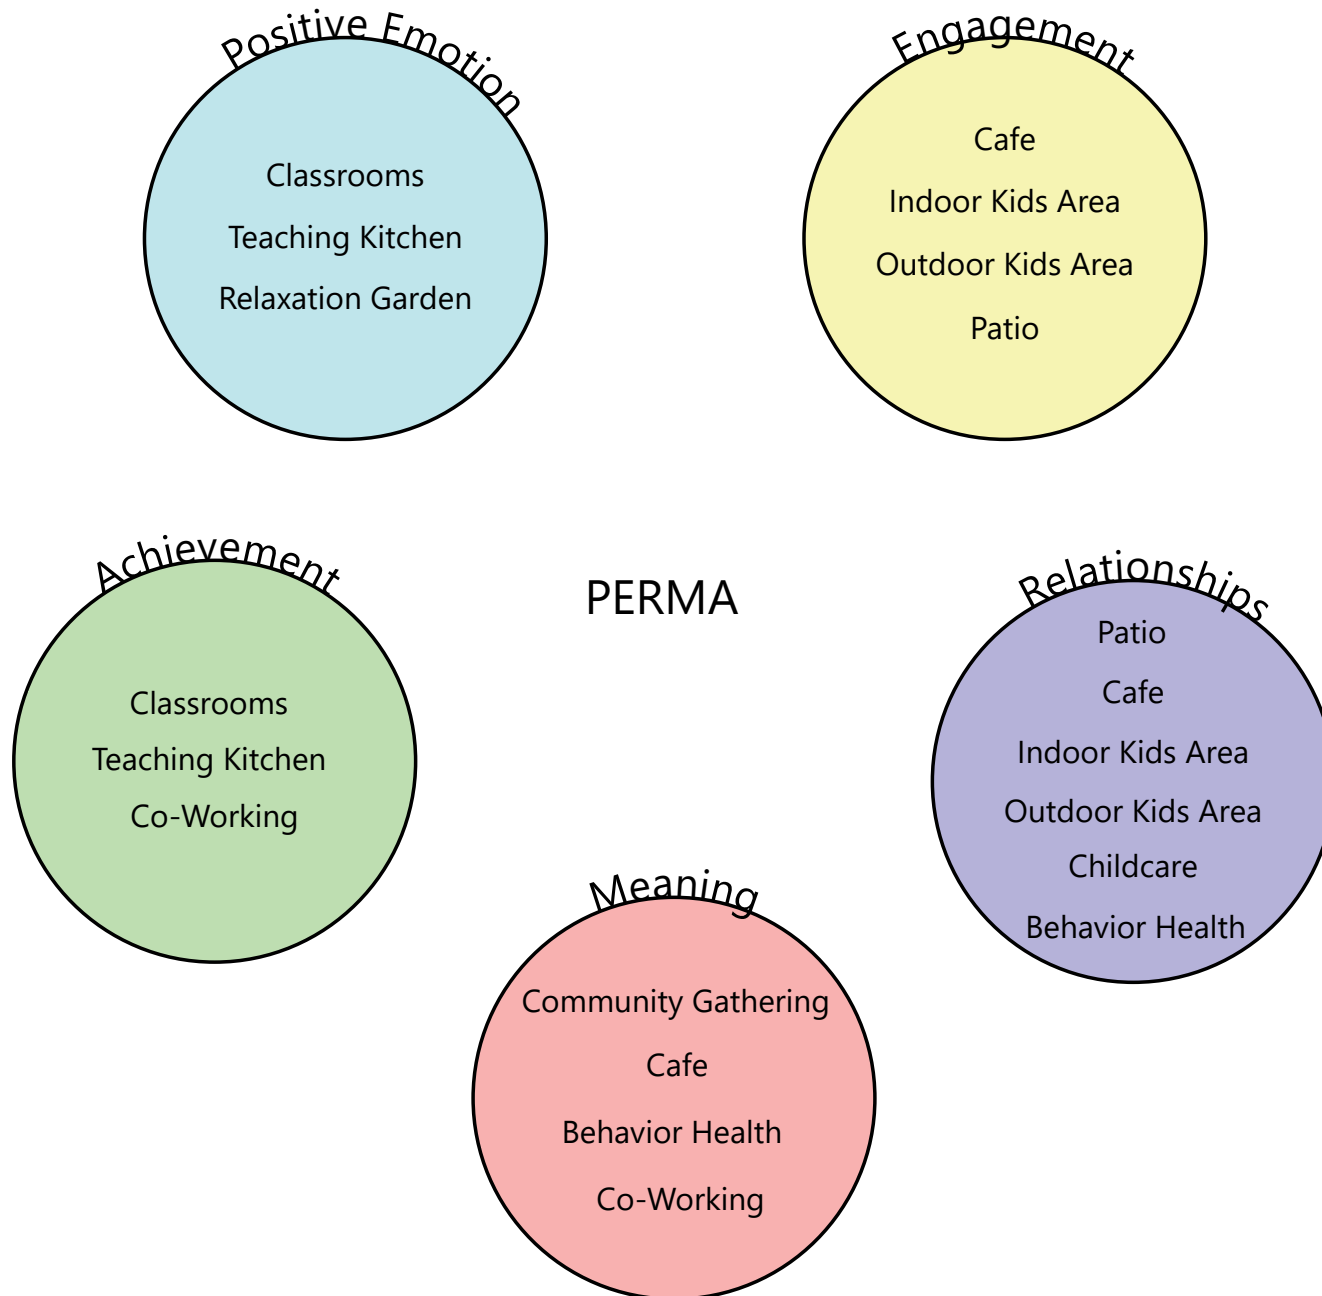 Positive Emotion
Classrooms
Teaching Kitchen
Relaxation Garden
Engagement
Cafe
Indoor Kids Area
Outdoor Kids Area
Patio
Achievement
Classrooms
Teaching Kitchen
Co-Working
PERMA
Relationships
Patio
Cafe
Indoor Kids Area
Outdoor Kids Area
Childcare
Behavior Health
Meaning
Community Gathering
Cafe
Behavior Health
Co-Working